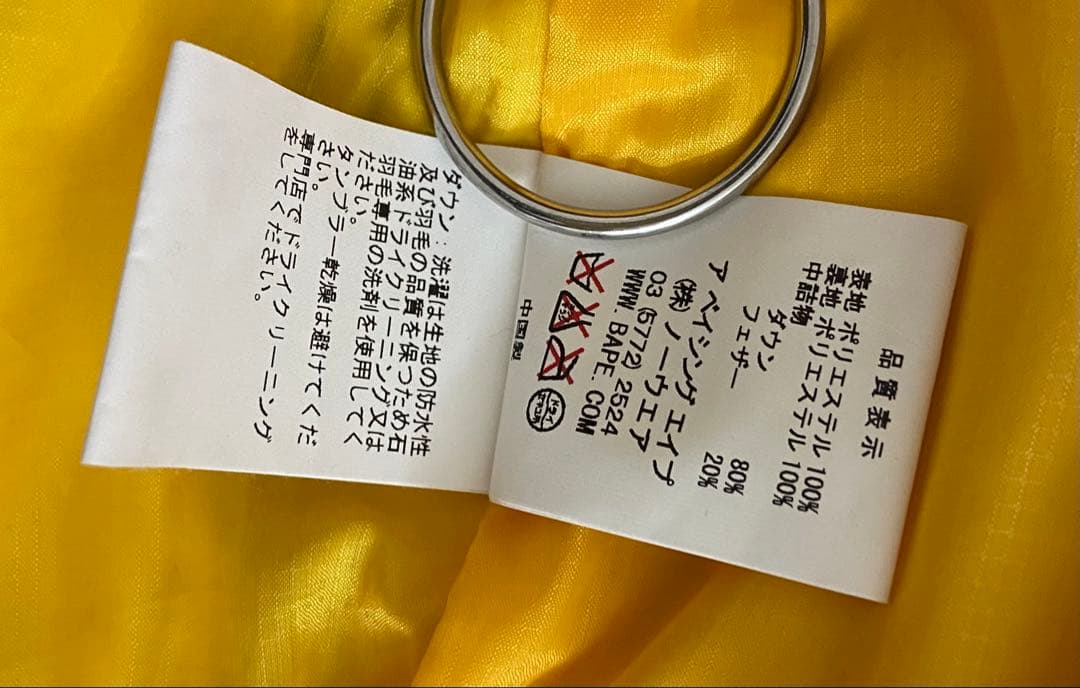 品質表示
表地 ポリエステル 100%
裏地 ポリエステル 100%
中詰物
ダウン 80%
フェザー 20%
ア ベイシング エイプ
(株) ノーウエア
03 (5772) 2524
WWW. BAPE. COM
ドライ
セキユ系
中国製
ダウン：洗濯は生地の防水性
及び羽毛の品質を保つため石
油系ドライクリーニング又は
羽毛専用の洗剤を使用してく
ださい。
タンブラー乾燥は避けてくだ
さい。
専門店でドライクリーニング
をしてください。